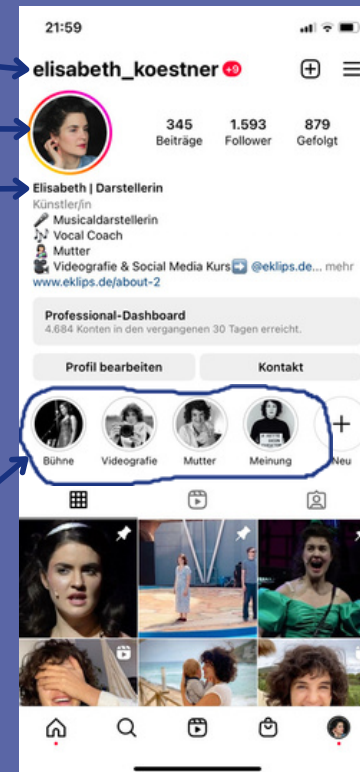 21:59
elisabeth_koestner +9
345 1.593 879
Beiträge Follower Gefolgt
Elisabeth | Darstellerin
Künstler/in
Musicaldarstellerin
Vocal Coach
Mutter
Videografie & Social Media Kurs @eklips.de... mehr
www.eklips.de/about-2
Professional-Dashboard
4.684 Konten in den vergangenen 30 Tagen erreicht.
Profil bearbeiten Kontakt
Bühne Videografie Mutter Meinung Neu